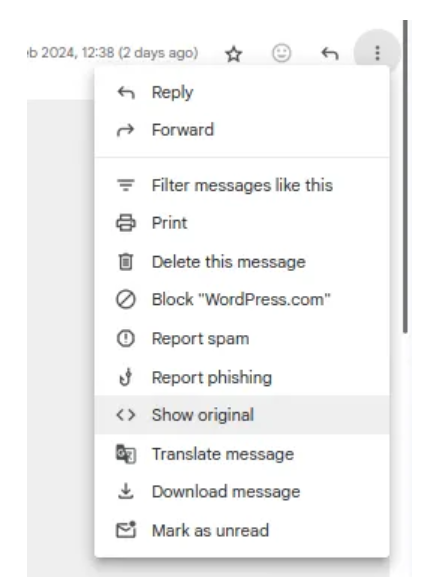 eb 2024, 12:38 (2 days ago)
Reply
Forward
Filter messages like this
Print
Delete this message
Block "WordPress.com"
Report spam
Report phishing
Show original
Translate message
Download message
Mark as unread